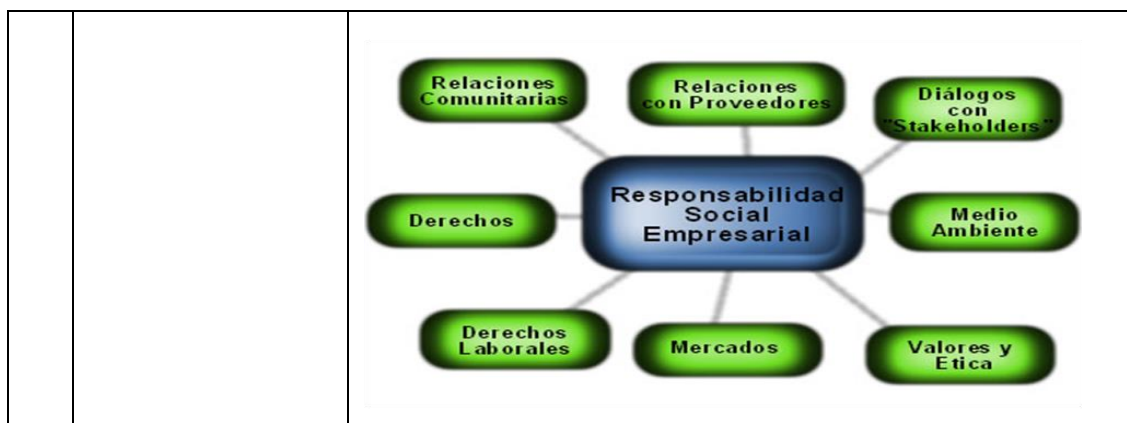 Relaciones
Comunitarias
Relaciones
con Proveedores
Diálogos
con
"Stakeholders"
Derechos
Responsabilidad
Social
Empresarial
Medio
Ambiente
Derechos
Laborales
Mercados
Valores y
Etica